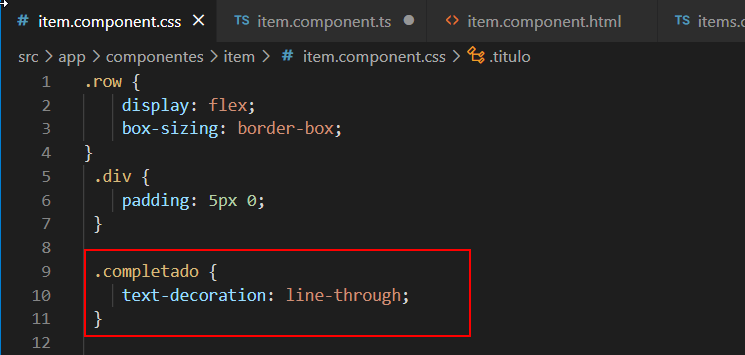 # item.component.css × TS item.component.ts ● <> item.component.html TS items.c
src > app > componentes > item > # item.component.css > .titulo
1 .row {
2 display: flex;
3 box-sizing: border-box;
4 }
5 .div {
6 padding: 5px 0;
7 }
8
9 .completado {
10 text-decoration: line-through;
11 }
12